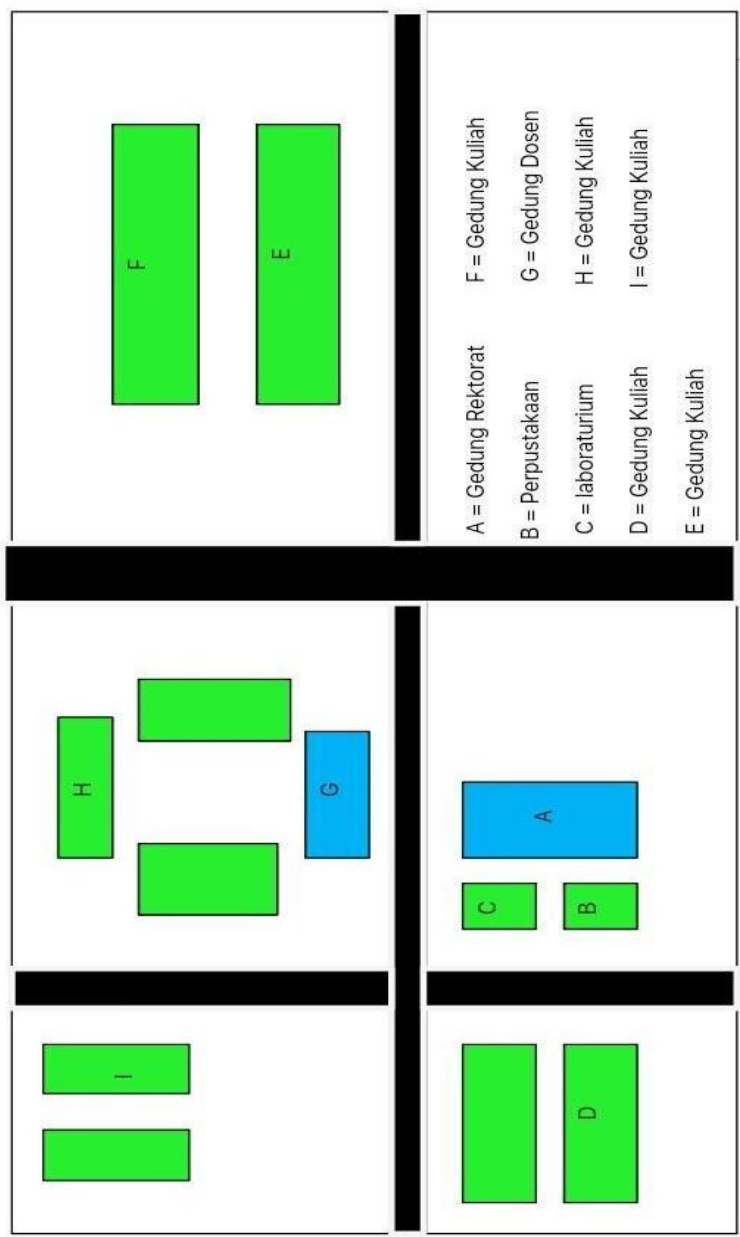 I
H
F
E
G
C
B
A
D
A = Gedung Rektorat
B = Perpustakaan
C = laboraturium
D = Gedung Kuliah
E = Gedung Kuliah
F = Gedung Kuliah
G = Gedung Dosen
H = Gedung Kuliah
I = Gedung Kuliah